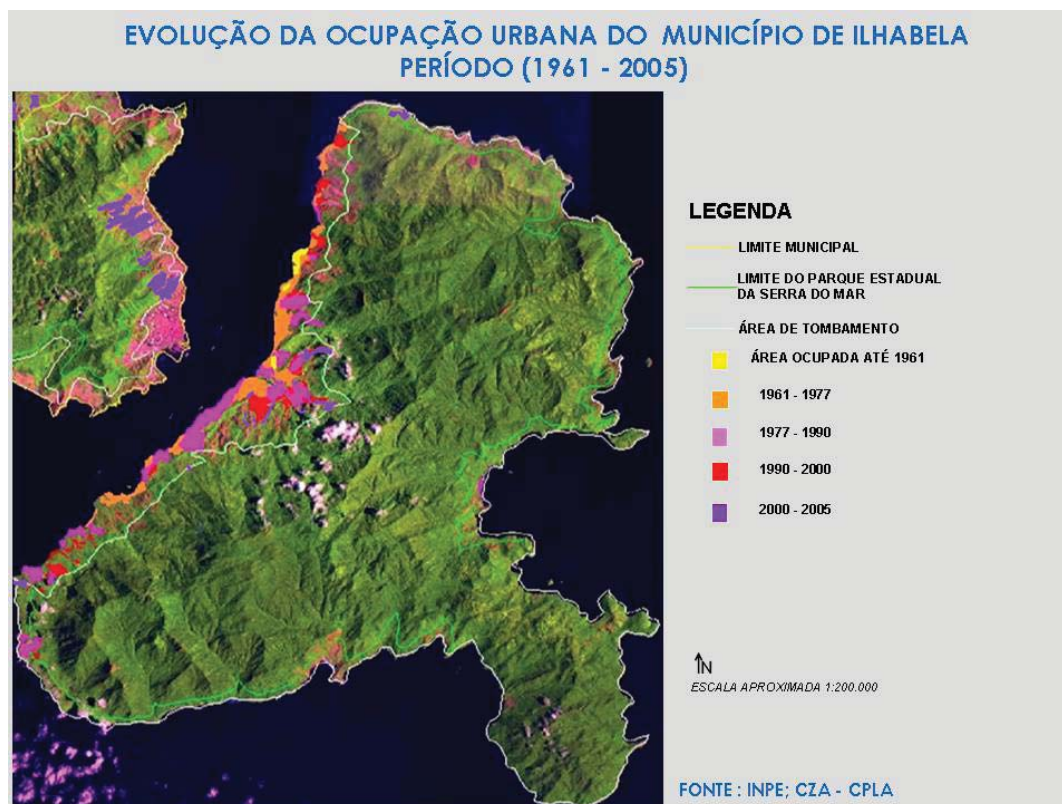 EVOLUÇÃO DA OCUPAÇÃO URBANA DO MUNICÍPIO DE ILHABELA
PERÍODO (1961 - 2005)
LEGENDA
LIMITE MUNICIPAL
LIMITE DO PARQUE ESTADUAL
DA SERRA DO MAR
ÁREA DE TOMBAMENTO
ÁREA OCUPADA ATÉ 1961
1961 - 1977
1977 - 1990
1990 - 2000
2000 - 2005
N
ESCALA APROXIMADA 1:200.000
FONTE : INPE; CZA - CPLA